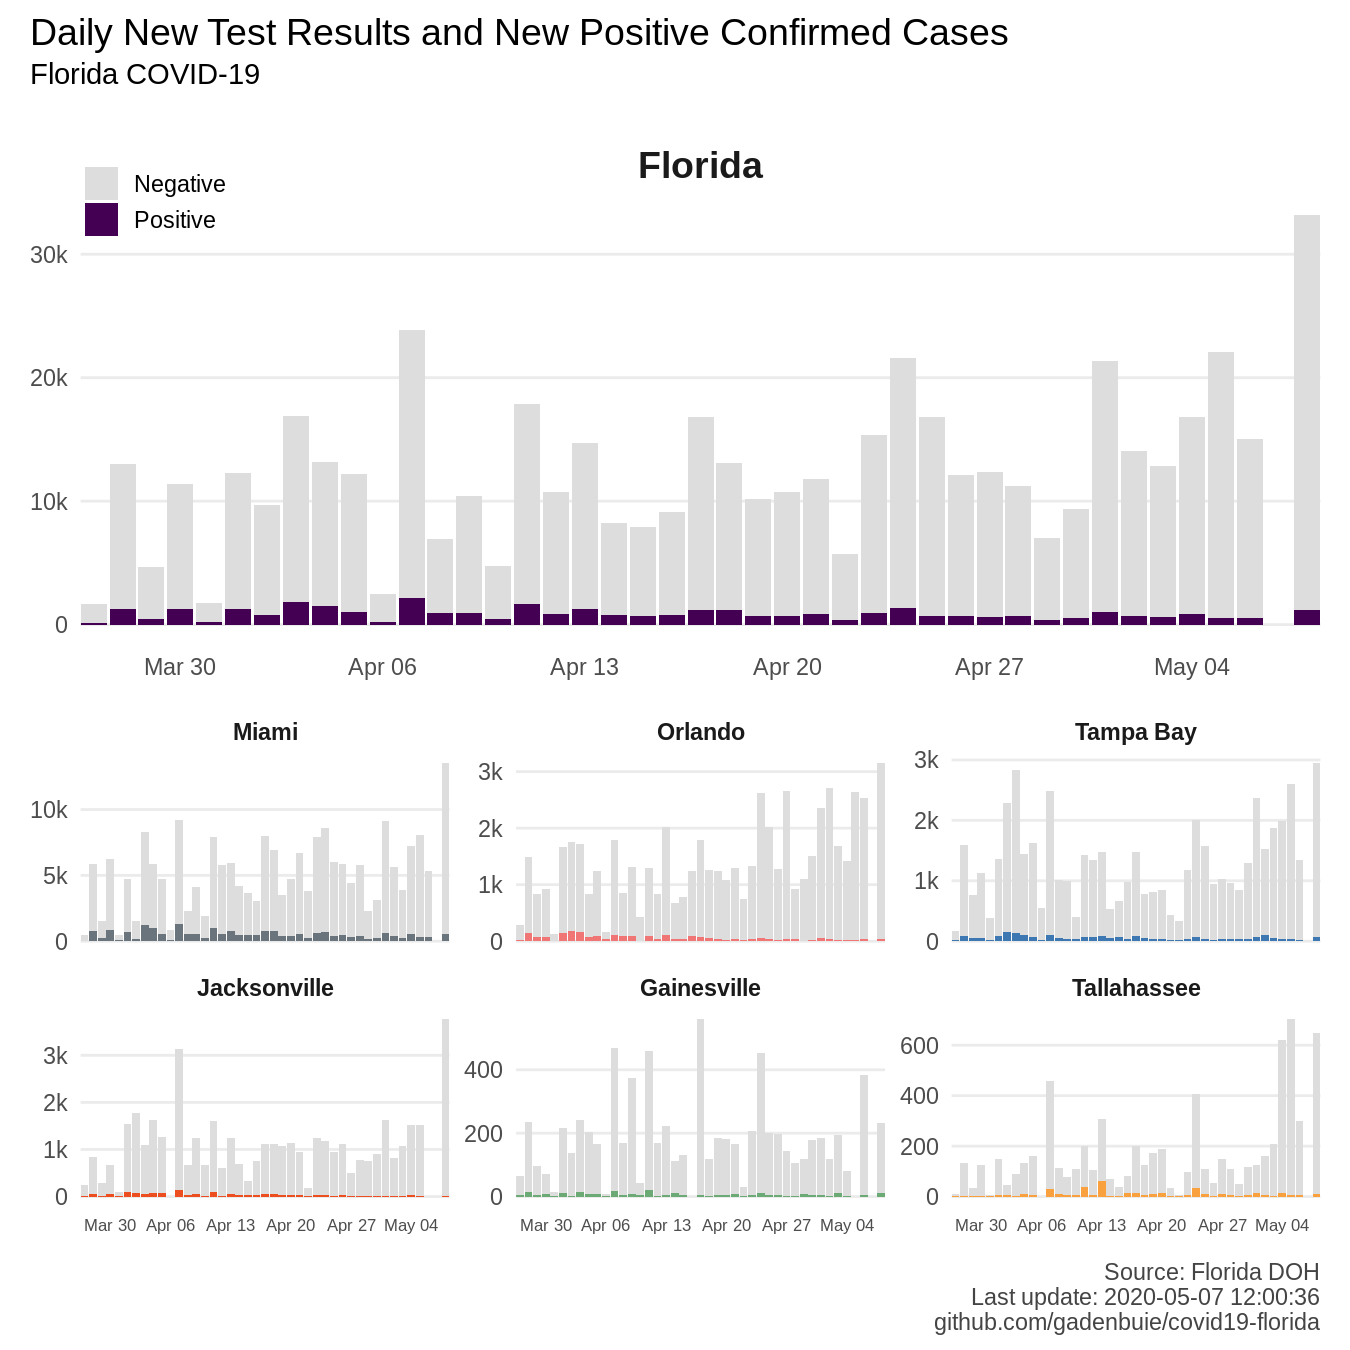 Daily New Test Results and New Positive Confirmed Cases
Florida COVID-19
Florida
Negative
Positive
30k
20k
10k
0
Mar 30 Apr 06 Apr 13 Apr 20 Apr 27 May 04
Miami
10k
5k
0
Orlando
3k
2k
1k
0
Tampa Bay
3k
2k
1k
0
Jacksonville
3k
2k
1k
0
Mar 30 Apr 06 Apr 13 Apr 20 Apr 27 May 04
Gainesville
400
200
0
Mar 30 Apr 06 Apr 13 Apr 20 Apr 27 May 04
Tallahassee
600
400
200
0
Mar 30 Apr 06 Apr 13 Apr 20 Apr 27 May 04
Source: Florida DOH
Last update: 2020-05-07 12:00:36
github.com/gadenbuie/covid19-florida